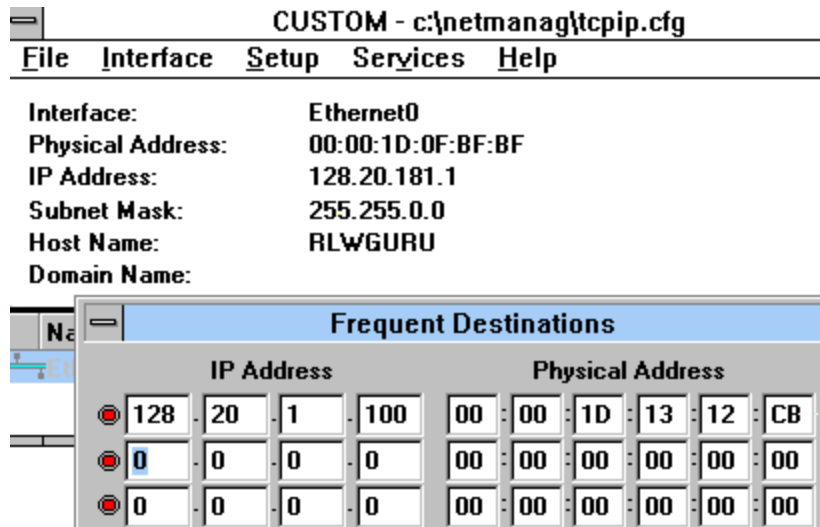 CUSTOM - c:\netmanag\tcpip.cfg
File Interface Setup Services Help
Interface: Ethernet0
Physical Address: 00:00:1D:0F:BF:BF
IP Address: 128.20.181.1
Subnet Mask: 255.255.0.0
Host Name: RLWGURU
Domain Name:
Frequent Destinations
IP Address Physical Address
128 . 20 . 1 . 100 00 : 00 : 1D : 13 : 12 : CB
0 . 0 . 0 . 0 00 : 00 : 00 : 00 : 00 : 00
0 . 0 . 0 . 0 00 : 00 : 00 : 00 : 00 : 00